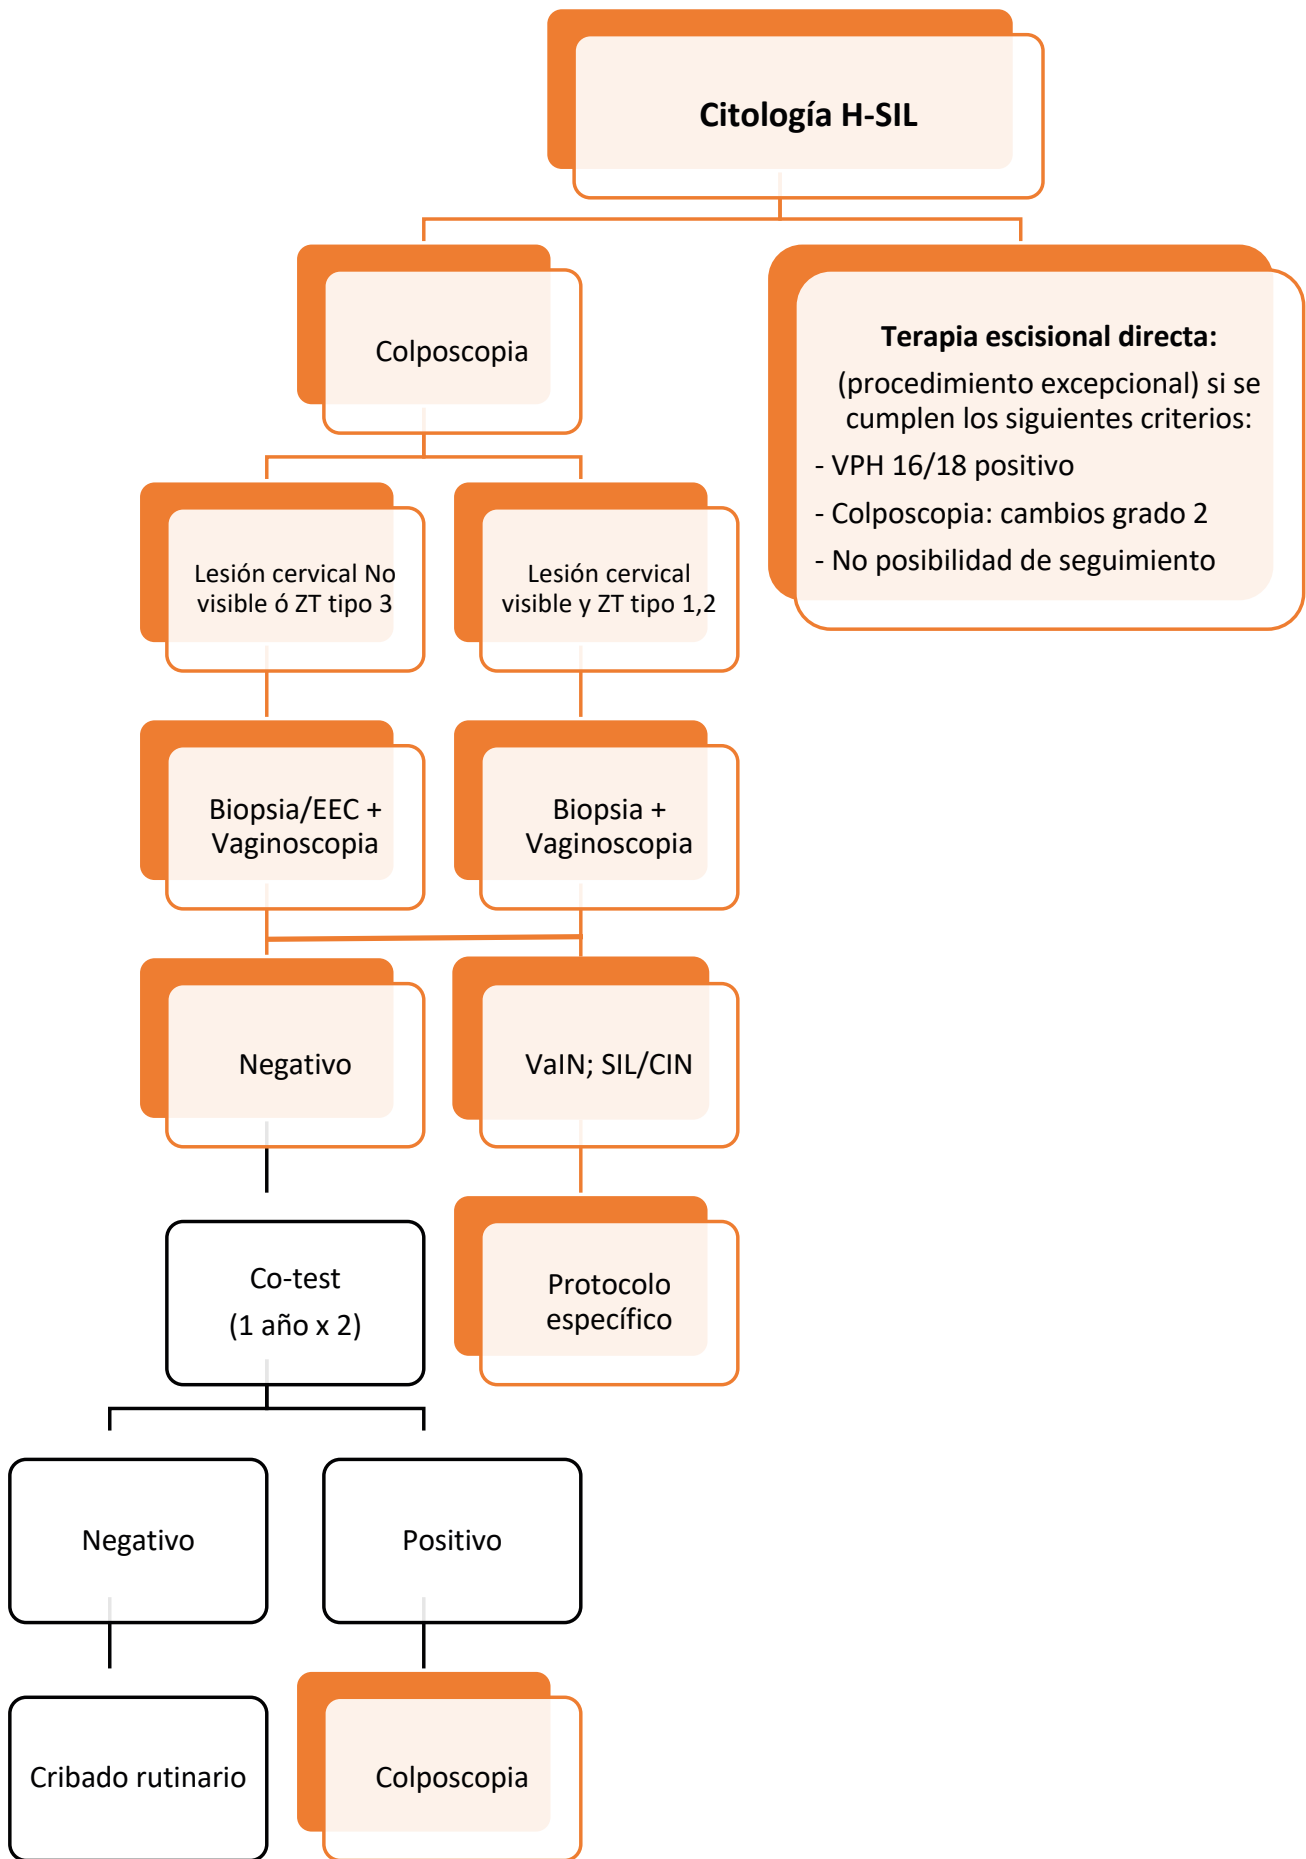 Citología H-SIL
Colposcopia
Terapia escisional directa:
(procedimiento excepcional) si se
cumplen los siguientes criterios:
- VPH 16/18 positivo
- Colposcopia: cambios grado 2
- No posibilidad de seguimiento
Lesión cervical No
visible ó ZT tipo 3
Lesión cervical
visible y ZT tipo 1,2
Biopsia/EEC +
Vaginoscopia
Biopsia +
Vaginoscopia
Negativo
VaIN; SIL/CIN
Co-test
(1 año x 2)
Protocolo
específico
Negativo
Positivo
Cribado rutinario
Colposcopia